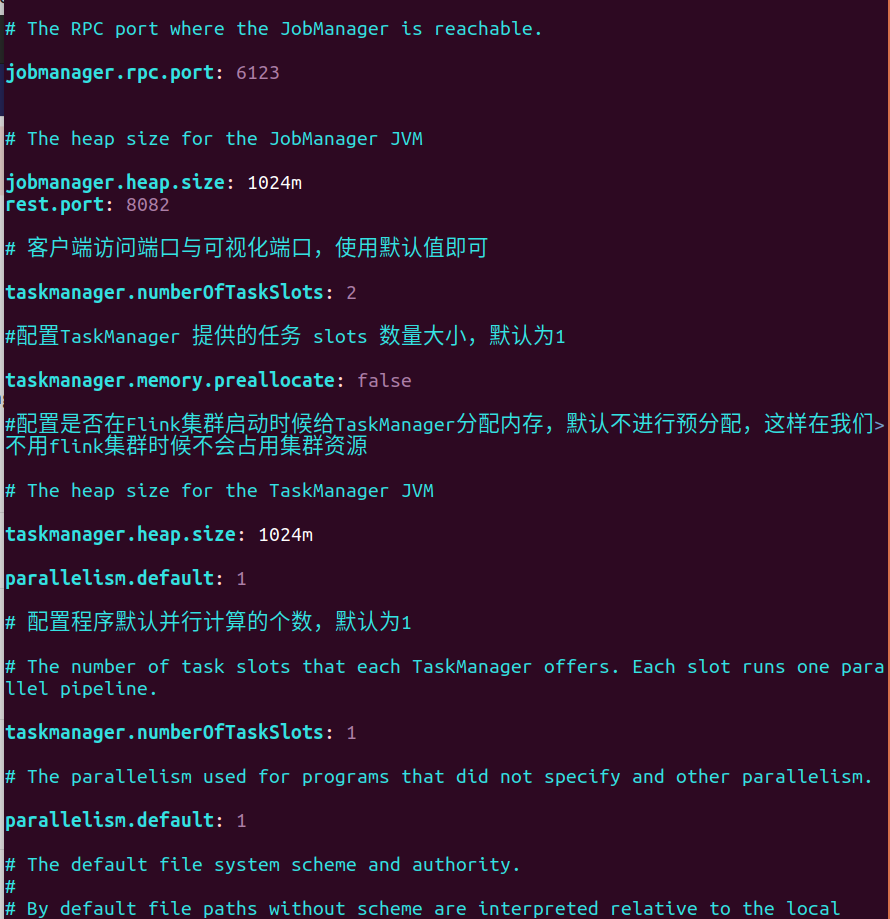 # The RPC port where the JobManager is reachable.
jobmanager.rpc.port: 6123
# The heap size for the JobManager JVM
jobmanager.heap.size: 1024m
rest.port: 8082
# 客户端访问端口与可视化端口，使用默认值即可
taskmanager.numberOfTaskSlots: 2
#配置TaskManager 提供的任务 slots 数量大小，默认为1
taskmanager.memory.preallocate: false
#配置是否在Flink集群启动时候给TaskManager分配内存，默认不进行预分配，这样在我们>
不用flink集群时候不会占用集群资源
# The heap size for the TaskManager JVM
taskmanager.heap.size: 1024m
parallelism.default: 1
# 配置程序默认并行计算的个数，默认为1
# The number of task slots that each TaskManager offers. Each slot runs one para
llel pipeline.
taskmanager.numberOfTaskSlots: 1
# The parallelism used for programs that did not specify and other parallelism.
parallelism.default: 1
# The default file system scheme and authority.
#
# By default file paths without scheme are interpreted relative to the local